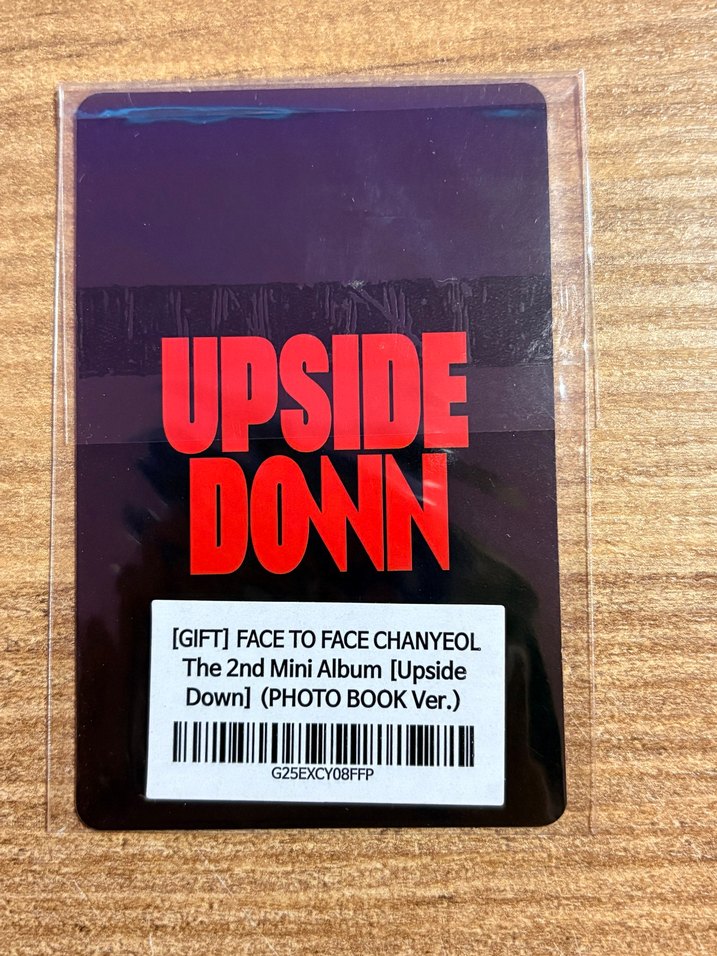 UPSIDE
DOWN
[GIFT] FACE TO FACE CHANYEOL
The 2nd Mini Album [Upside
Down] (PHOTO BOOK Ver.)
G25EXCY08FFP